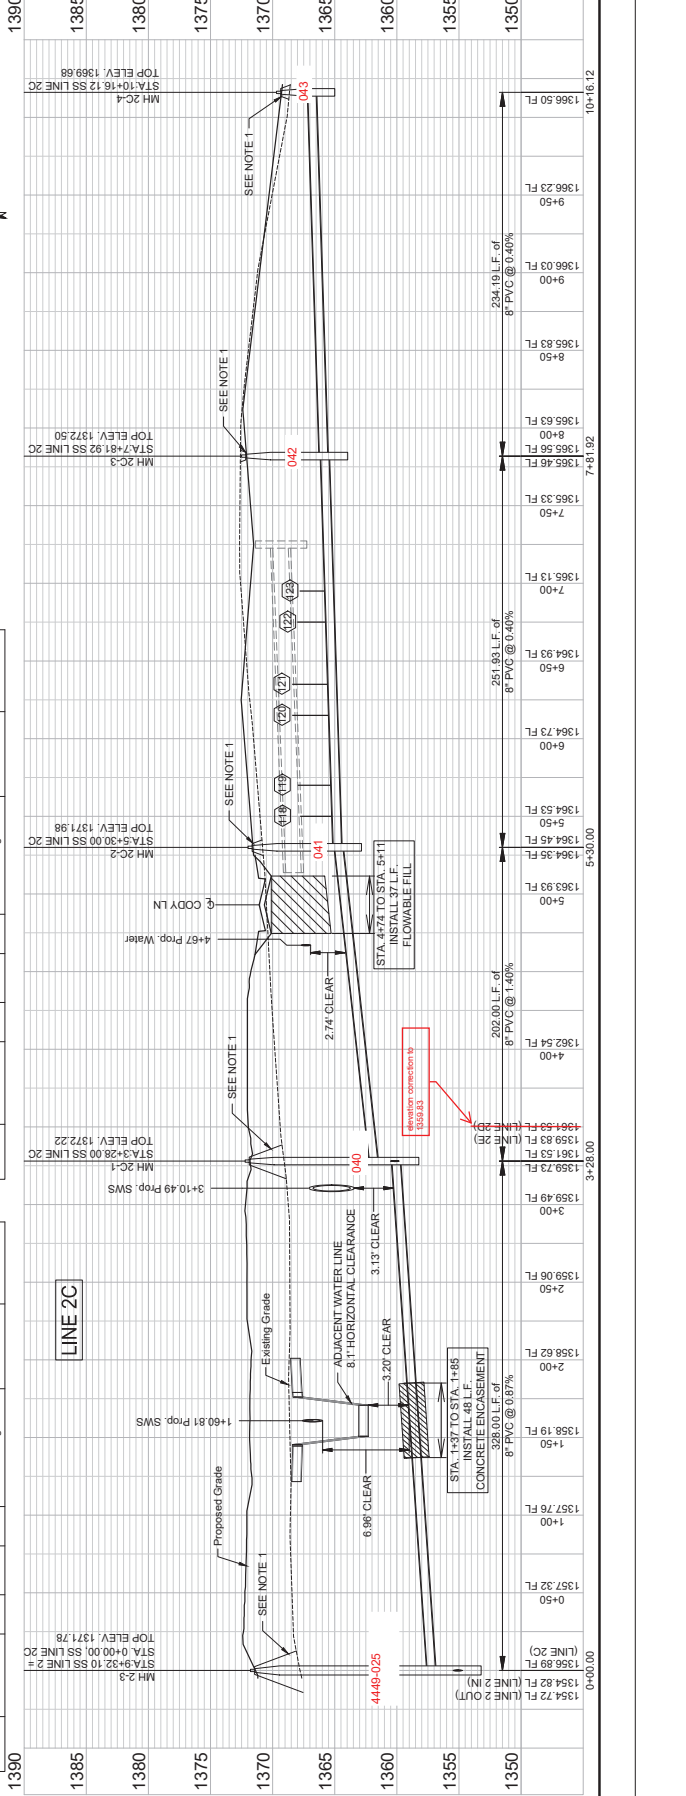 LINE 2C
1390
1385
1380
1375
1370
1365
1360
1355
1350
MH 2-3
STA:9+32.10 SS LINE 2 =
STA. 0+00.00, SS LINE 2C
TOP ELEV. 1371.78
SEE NOTE 1
Proposed Grade
4449-025
1+60.81 Prop. SWS
Existing Grade
6.96' CLEAR
ADJACENT WATER LINE
8.1' HORIZONTAL CLEARANCE
3.20' CLEAR
STA. 1+37 TO STA. 1+85
INSTALL 48 L.F.
CONCRETE ENCASEMENT
3+10.49 Prop. SWS
3.13' CLEAR
MH 2C-1
STA:3+28.00 SS LINE 2C
TOP ELEV. 1372.22
SEE NOTE 1
040
elevation correction to
1359.83
2.74' CLEAR
4+67 Prop. Water
℄ CODY LN
STA. 4+74 TO STA. 5+11
INSTALL 37 L.F.
FLOWABLE FILL
MH 2C-2
STA:5+30.00 SS LINE 2C
TOP ELEV. 1371.98
SEE NOTE 1
041
118
119
120
121
122
123
MH 2C-3
STA:7+81.92 SS LINE 2C
TOP ELEV. 1372.50
SEE NOTE 1
042
MH 2C-4
STA:10+16.12 SS LINE 2C
TOP ELEV. 1369.68
SEE NOTE 1
043
1390
1385
1380
1375
1370
1365
1360
1355
1350
328.00 L.F. of
8" PVC @ 0.87%
202.00 L.F. of
8" PVC @ 1.40%
251.93 L.F. of
8" PVC @ 0.40%
234.19 L.F. of
8" PVC @ 0.40%
1354.72 FL (LINE 2 OUT)
1354.82 FL (LINE 2 IN)
1356.89 FL
(LINE 2C)
0+50
1357.32 FL
1+00
1357.76 FL
1+50
1358.19 FL
2+00
1358.62 FL
2+50
1359.06 FL
3+00
1359.49 FL
1359.73 FL
1361.53 FL
1359.83 FL (LINE 2E)
1361.53 FL (LINE 2D)
4+00
1362.54 FL
5+00
1363.93 FL
1364.35 FL
1364.45 FL
5+50
1364.53 FL
6+00
1364.73 FL
6+50
1364.93 FL
7+00
1365.13 FL
7+50
1365.33 FL
1365.46 FL
1365.56 FL
8+00
1365.63 FL
8+50
1365.83 FL
9+00
1366.03 FL
9+50
1366.23 FL
1366.50 FL
0+00.00
3+28.00
5+30.00
7+81.92
10+16.12